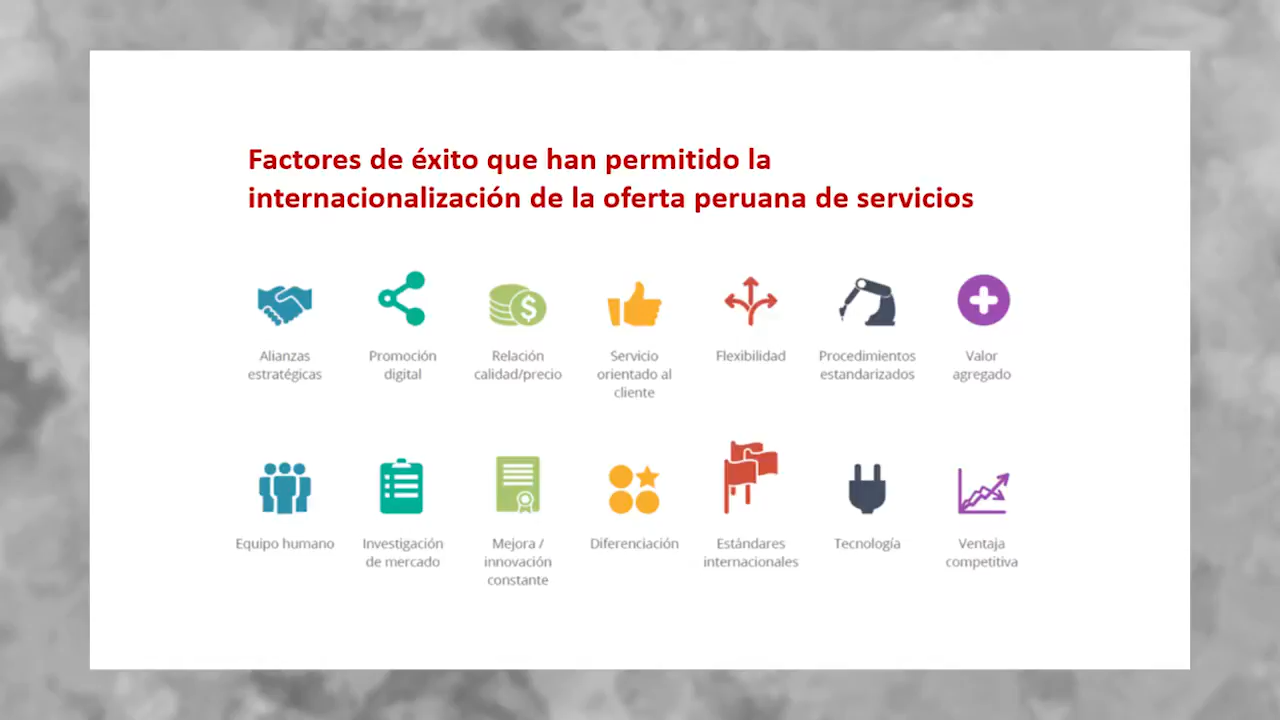 Factores de éxito que han permitido la
internacionalización de la oferta peruana de servicios
Alianzas
estratégicas
Promoción
digital
Relación
calidad/precio
Servicio
orientado al
cliente
Flexibilidad
Procedimientos
estandarizados
Valor
agregado
Equipo humano
Investigación
de mercado
Mejora /
innovación
constante
Diferenciación
Estándares
internacionales
Tecnología
Ventaja
competitiva